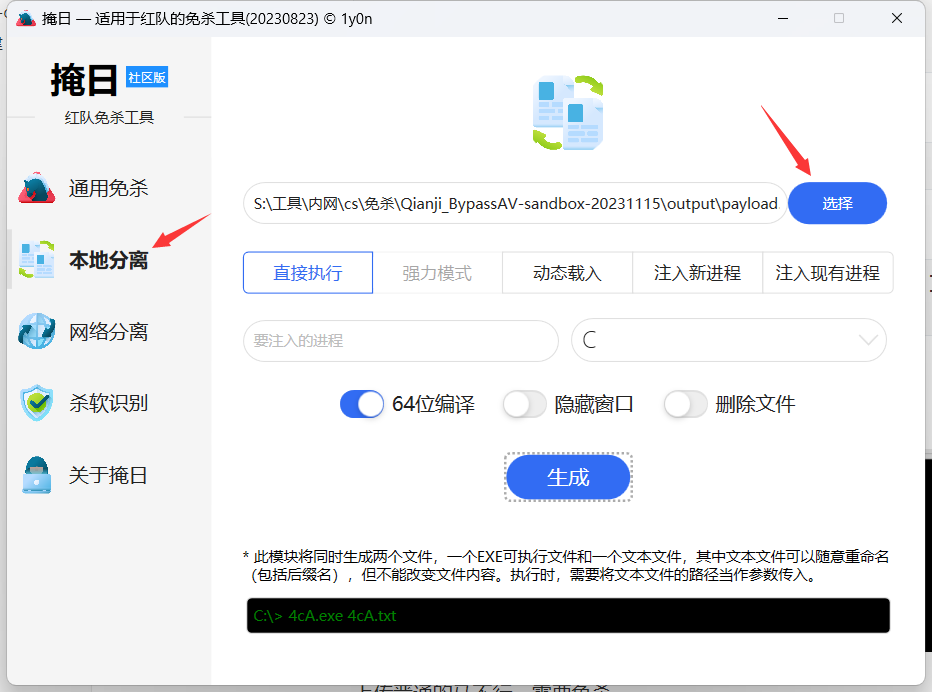 掩日 — 适用于红队的免杀工具(20230823) © 1y0n
掩日 社区版
红队免杀工具
通用免杀
本地分离
网络分离
杀软识别
关于掩日
S:\工具\内网\cs\免杀\Qianji_BypassAV-sandbox-20231115\output\payload 选择
直接执行 强力模式 动态载入 注入新进程 注入现有进程
要注入的进程 C
64位编译 隐藏窗口 删除文件
生成
* 此模块将同时生成两个文件，一个EXE可执行文件和一个文本文件，其中文本文件可以随意重命名
（包括后缀名），但不能改变文件内容。执行时，需要将文本文件的路径当作参数传入。
C:\> 4cA.exe 4cA.txt